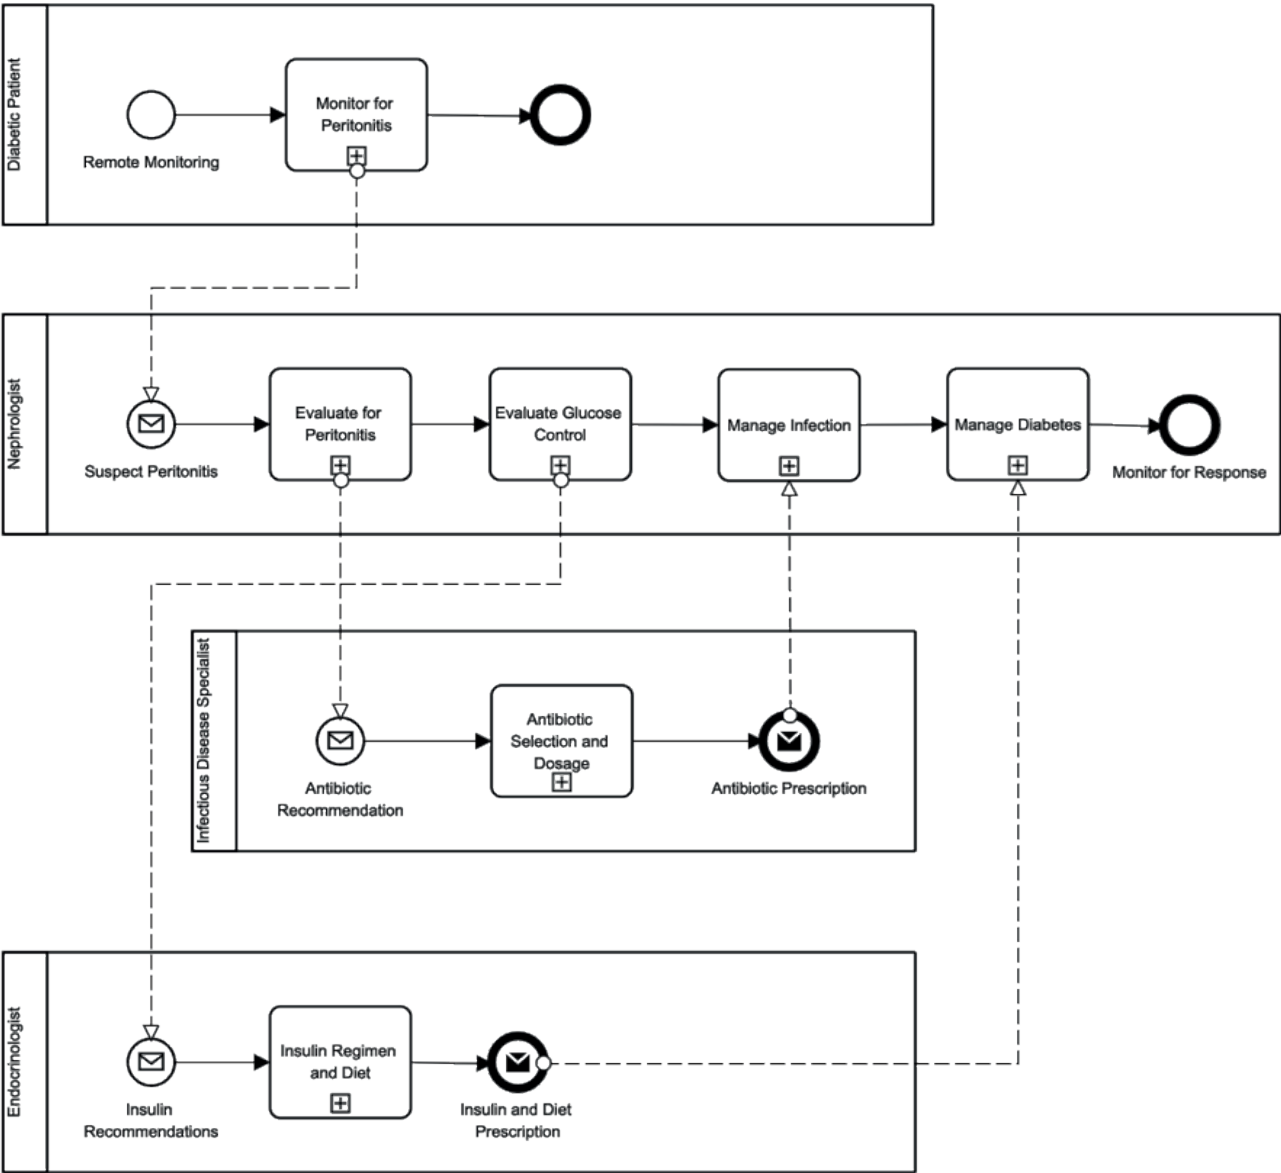 Diabetic Patient
Monitor for
Peritonitis
Remote Monitoring
Nephrologist
Suspect Peritonitis
Evaluate for
Peritonitis
Evaluate Glucose
Control
Manage Infection
Manage Diabetes
Monitor for Response
Infectious Disease Specialist
Antibiotic
Recommendation
Antibiotic
Selection and
Dosage
Antibiotic Prescription
Endocrinologist
Insulin
Recommendations
Insulin Regimen
and Diet
Insulin and Diet
Prescription